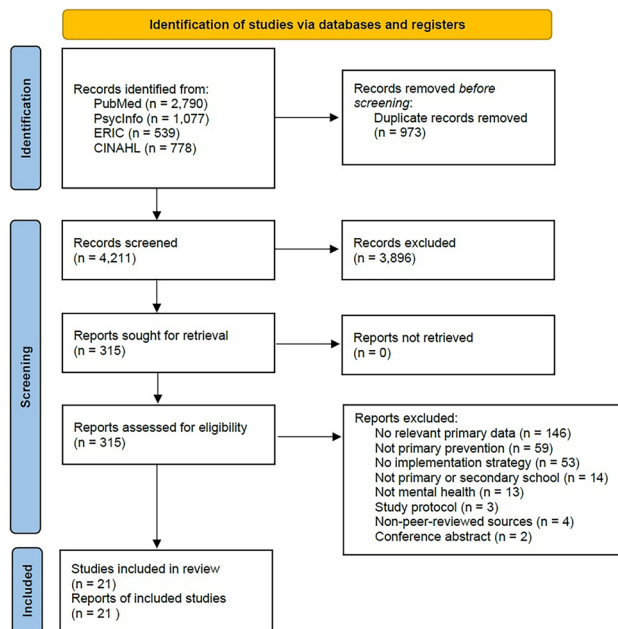 Identification of studies via databases and registers
Identification
Records identified from:
PubMed (n = 2,790)
PsycInfo (n = 1,077)
ERIC (n = 539)
CINAHL (n = 778)
Records removed before
screening:
Duplicate records removed
(n = 973)
Screening
Records screened
(n = 4,211)
Records excluded
(n = 3,896)
Reports sought for retrieval
(n = 315)
Reports not retrieved
(n = 0)
Reports assessed for eligibility
(n = 315)
Reports excluded:
No relevant primary data (n = 146)
Not primary prevention (n = 59)
No implementation strategy (n = 53)
Not primary or secondary school (n = 14)
Not mental health (n = 13)
Study protocol (n = 3)
Non-peer-reviewed sources (n = 4)
Conference abstract (n = 2)
Included
Studies included in review
(n = 21)
Reports of included studies
(n = 21 )